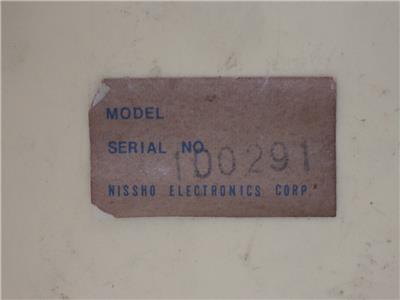 MODEL
SERIAL NO. 100291
NISSHO ELECTRONICS CORP